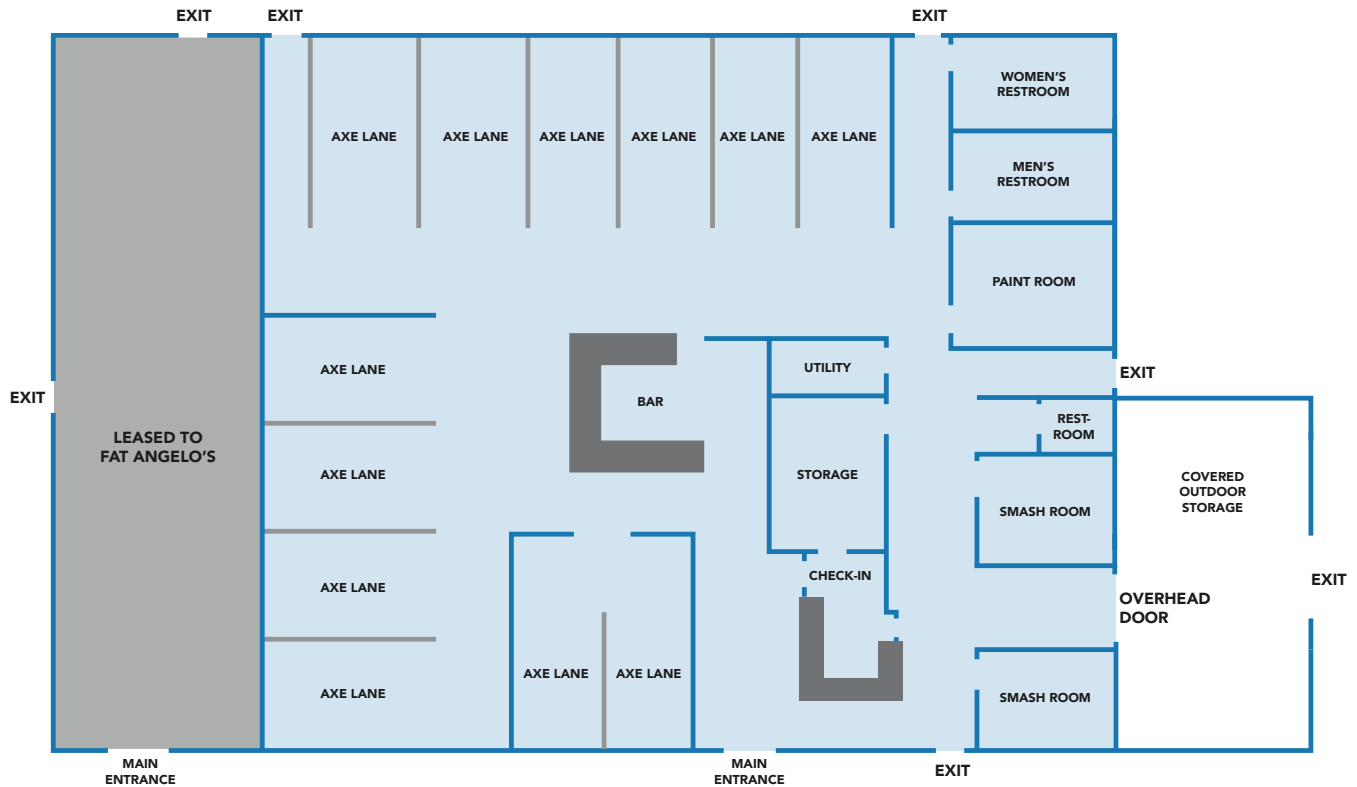 EXIT
EXIT
EXIT
WOMEN’S
RESTROOM
AXE LANE
AXE LANE
AXE LANE
AXE LANE
AXE LANE
AXE LANE
MEN’S
RESTROOM
PAINT ROOM
AXE LANE
UTILITY
EXIT
EXIT
BAR
REST-
ROOM
LEASED TO
FAT ANGELO’S
AXE LANE
STORAGE
COVERED
OUTDOOR
STORAGE
SMASH ROOM
AXE LANE
CHECK-IN
EXIT
OVERHEAD
DOOR
AXE LANE
AXE LANE
AXE LANE
SMASH ROOM
MAIN
ENTRANCE
MAIN
ENTRANCE
EXIT